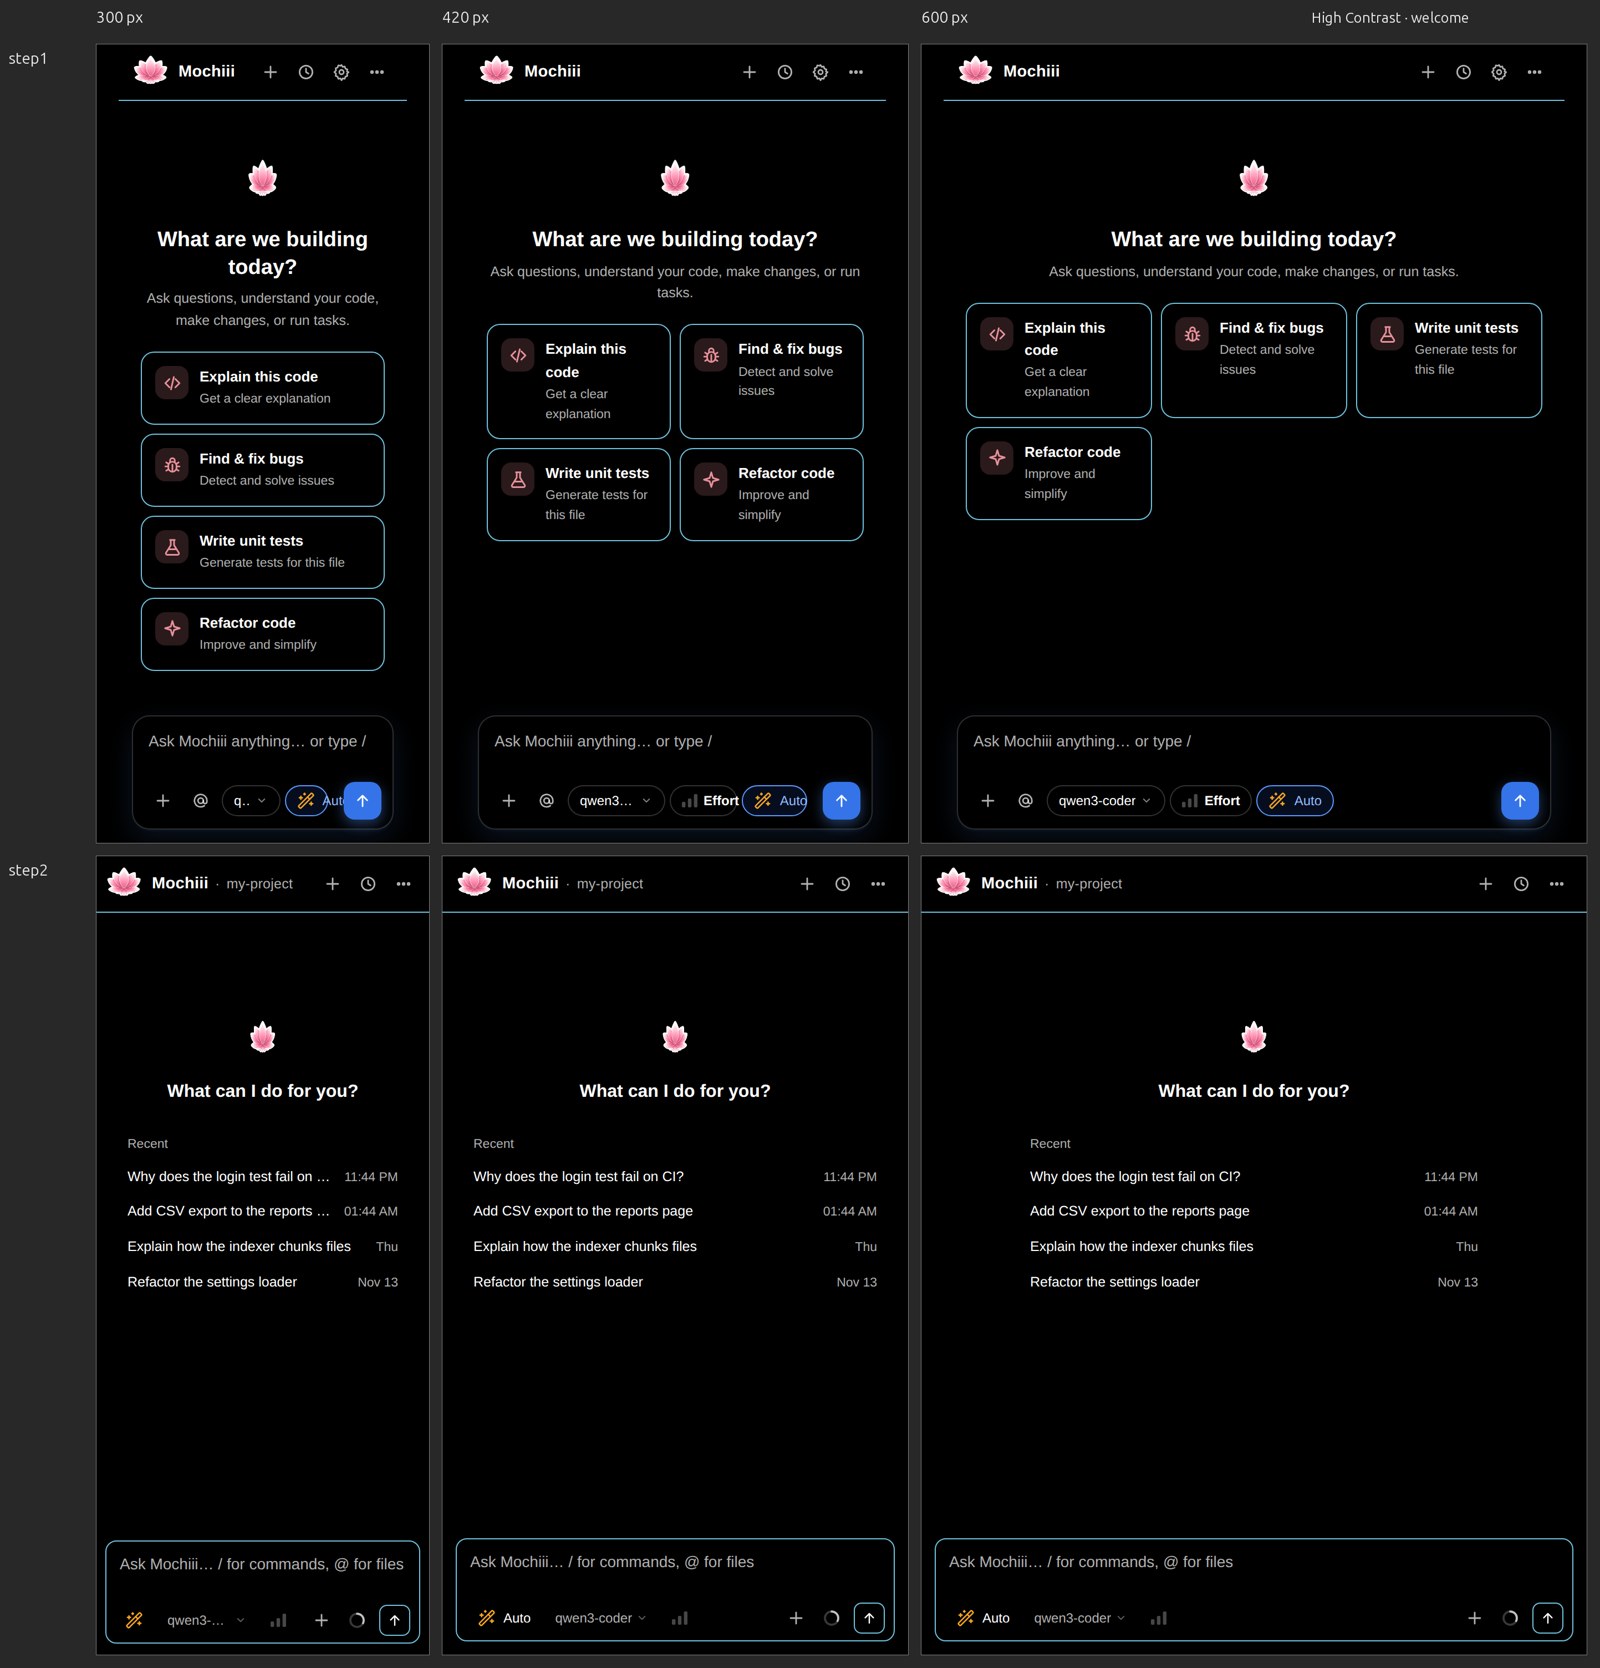 300 px
420 px
600 px
High Contrast · welcome
step1
Mochiii
What are we building
today?
Ask questions, understand your code,
make changes, or run tasks.
Explain this code
Get a clear explanation
Find & fix bugs
Detect and solve issues
Write unit tests
Generate tests for this file
Refactor code
Improve and simplify
Ask Mochiii anything… or type /
q…
Auto
Mochiii
What are we building today?
Ask questions, understand your code, make changes, or run
tasks.
Explain this
code
Get a clear
explanation
Find & fix bugs
Detect and solve
issues
Write unit tests
Generate tests for
this file
Refactor code
Improve and
simplify
Ask Mochiii anything… or type /
qwen3… Effort Auto
Mochiii
What are we building today?
Ask questions, understand your code, make changes, or run tasks.
Explain this
code
Get a clear
explanation
Find & fix bugs
Detect and solve
issues
Write unit tests
Generate tests for
this file
Refactor code
Improve and
simplify
Ask Mochiii anything… or type /
qwen3-coder Effort Auto
step2
Mochiii · my-project
What can I do for you?
Recent
Why does the login test fail on … 11:44 PM
Add CSV export to the reports … 01:44 AM
Explain how the indexer chunks files Thu
Refactor the settings loader Nov 13
Ask Mochiii… / for commands, @ for files
qwen3-…
Mochiii · my-project
What can I do for you?
Recent
Why does the login test fail on CI? 11:44 PM
Add CSV export to the reports page 01:44 AM
Explain how the indexer chunks files Thu
Refactor the settings loader Nov 13
Ask Mochiii… / for commands, @ for files
Auto qwen3-coder
Mochiii · my-project
What can I do for you?
Recent
Why does the login test fail on CI? 11:44 PM
Add CSV export to the reports page 01:44 AM
Explain how the indexer chunks files Thu
Refactor the settings loader Nov 13
Ask Mochiii… / for commands, @ for files
Auto qwen3-coder